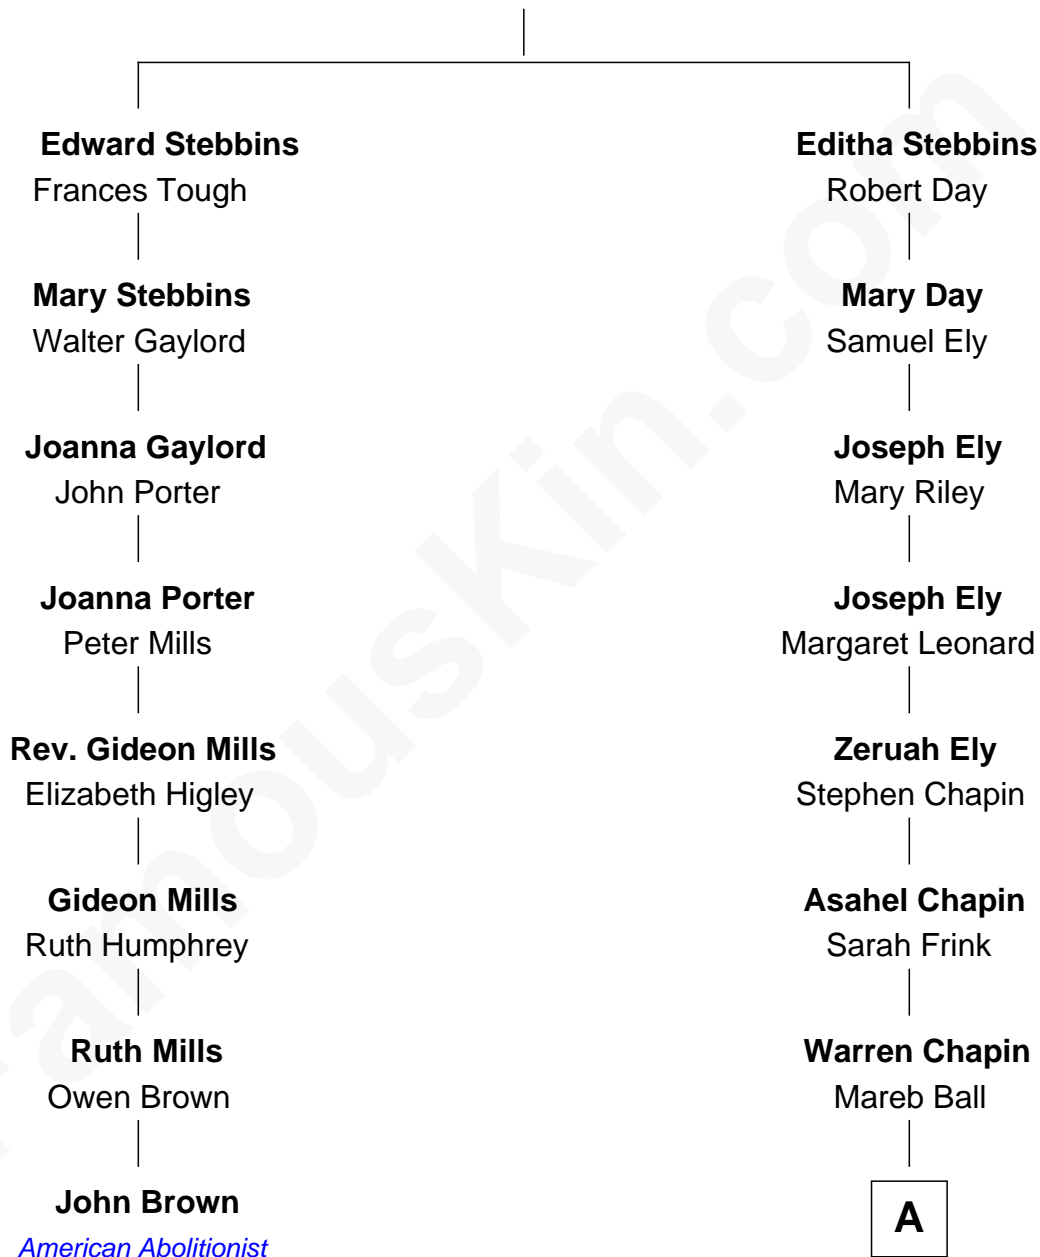 Edward Stebbins
Frances Tough
Mary Stebbins
Walter Gaylord
Joanna Gaylord
John Porter
Joanna Porter
Peter Mills
Rev. Gideon Mills
Elizabeth Higley
Gideon Mills
Ruth Humphrey
Ruth Mills
Owen Brown
John Brown
American Abolitionist
Editha Stebbins
Robert Day
Mary Day
Samuel Ely
Joseph Ely
Mary Riley
Joseph Ely
Margaret Leonard
Zeruah Ely
Stephen Chapin
Asahel Chapin
Sarah Frink
Warren Chapin
Mareb Ball
A
FamousKin.com